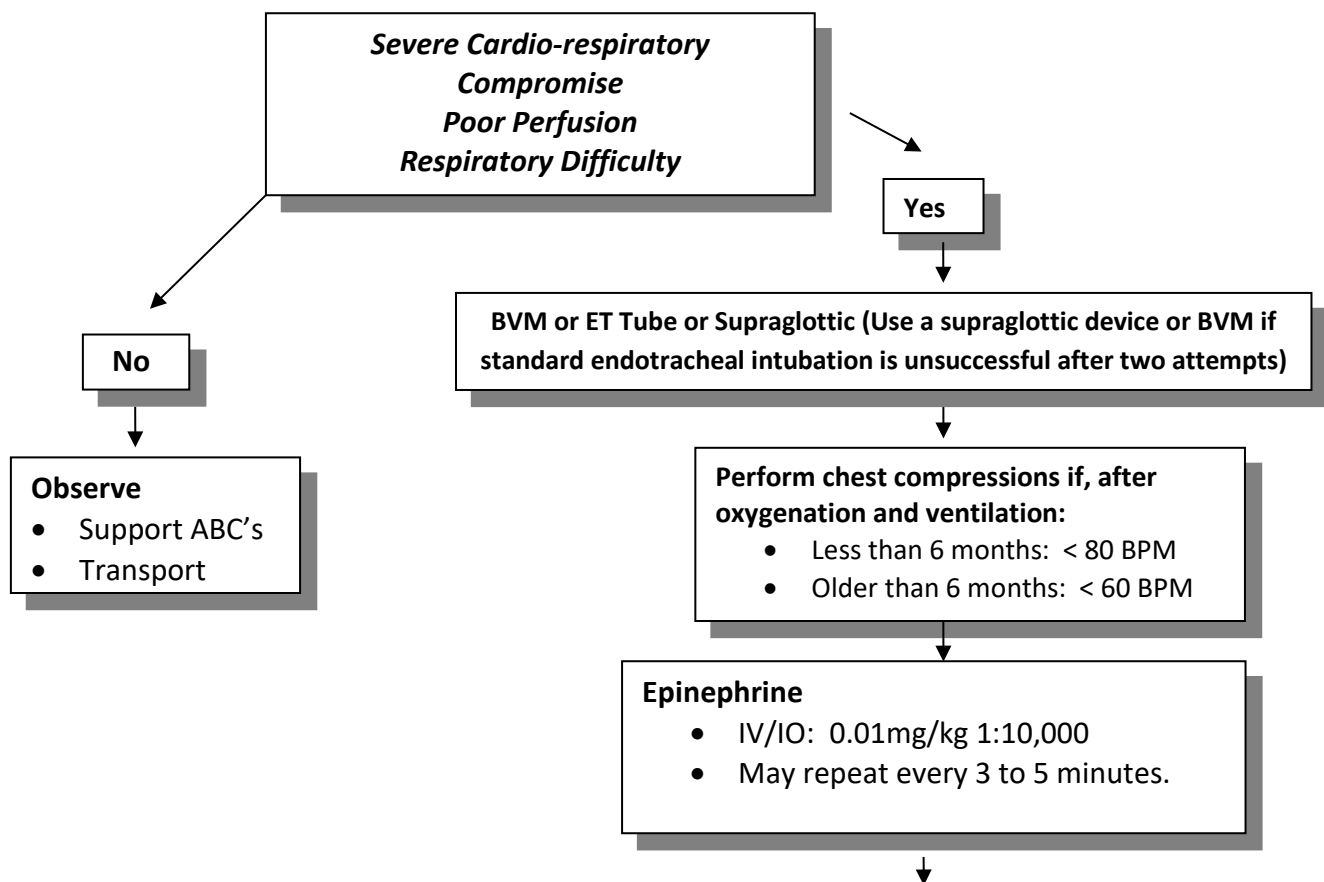 Severe Cardio-respiratory
Compromise
Poor Perfusion
Respiratory Difficulty
Yes
BVM or ET Tube or Supraglottic (Use a supraglottic device or BVM if
standard endotracheal intubation is unsuccessful after two attempts)
No
Observe
• Support ABC’s
• Transport
Perform chest compressions if, after
oxygenation and ventilation:
• Less than 6 months: < 80 BPM
• Older than 6 months: < 60 BPM
Epinephrine
• IV/IO: 0.01mg/kg 1:10,000
• May repeat every 3 to 5 minutes.